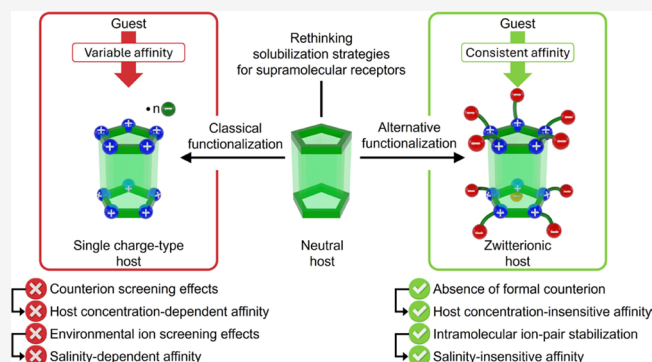 Guest
Variable affinity
Rethinking
solubilization strategies
for supramolecular receptors
Guest
Consistent affinity
• n −
Classical
functionalization
Alternative
functionalization
Single charge-type
host
Neutral
host
Zwitterionic
host
Counterion screening effects
Host concentration-dependent affinity
Environmental ion screening effects
Salinity-dependent affinity
Absence of formal counterion
Host concentration-insensitive affinity
Intramolecular ion-pair stabilization
Salinity-insensitive affinity